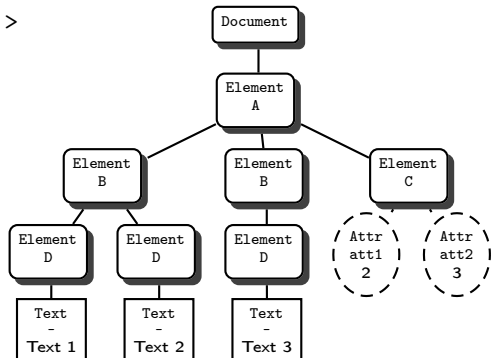 >
Document
Element
A
Element
B
Element
B
Element
C
Element
D
Element
D
Element
D
Attr
att1
2
Attr
att2
3
Text
-
Text 1
Text
-
Text 2
Text
-
Text 3